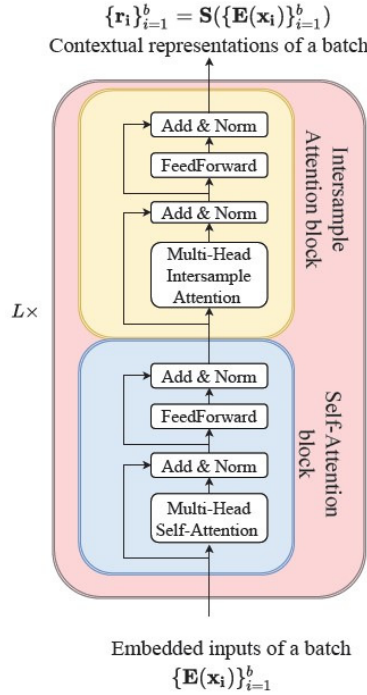 {r_i}_{i=1}^b = S({E(x_i)}_{i=1}^b)
Contextual representations of a batch
Add & Norm
FeedForward
Add & Norm
Multi-Head
Intersample
Attention
Intersample
Attention block
L×
Add & Norm
FeedForward
Add & Norm
Multi-Head
Self-Attention
Self-Attention
block
Embedded inputs of a batch
{E(x_i)}_{i=1}^b